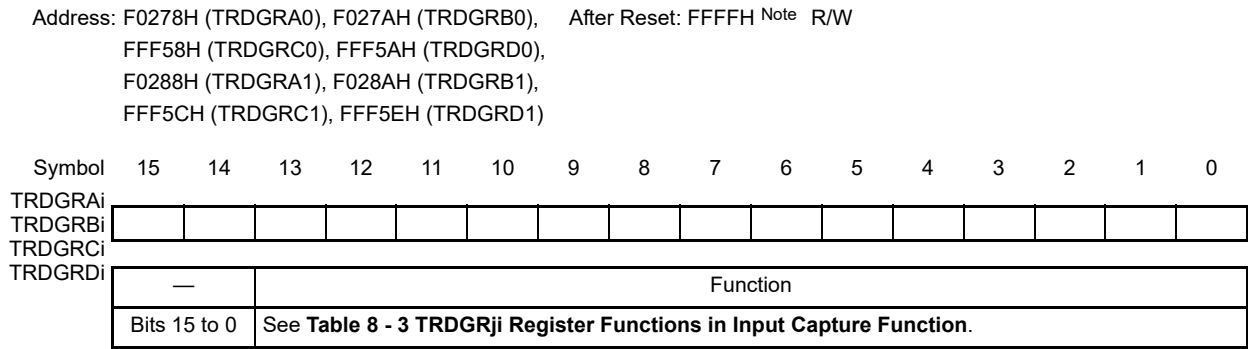 Address: F0278H (TRDGRA0), F027AH (TRDGRB0), After Reset: FFFFH Note R/W
FFF58H (TRDGRC0), FFF5AH (TRDGRD0),
F0288H (TRDGRA1), F028AH (TRDGRB1),
FFF5CH (TRDGRC1), FFF5EH (TRDGRD1)
Symbol 15 14 13 12 11 10 9 8 7 6 5 4 3 2 1 0
TRDGRAi
TRDGRBi
TRDGRCi
TRDGRDi
— Function
Bits 15 to 0 See Table 8 - 3 TRDGRji Register Functions in Input Capture Function.